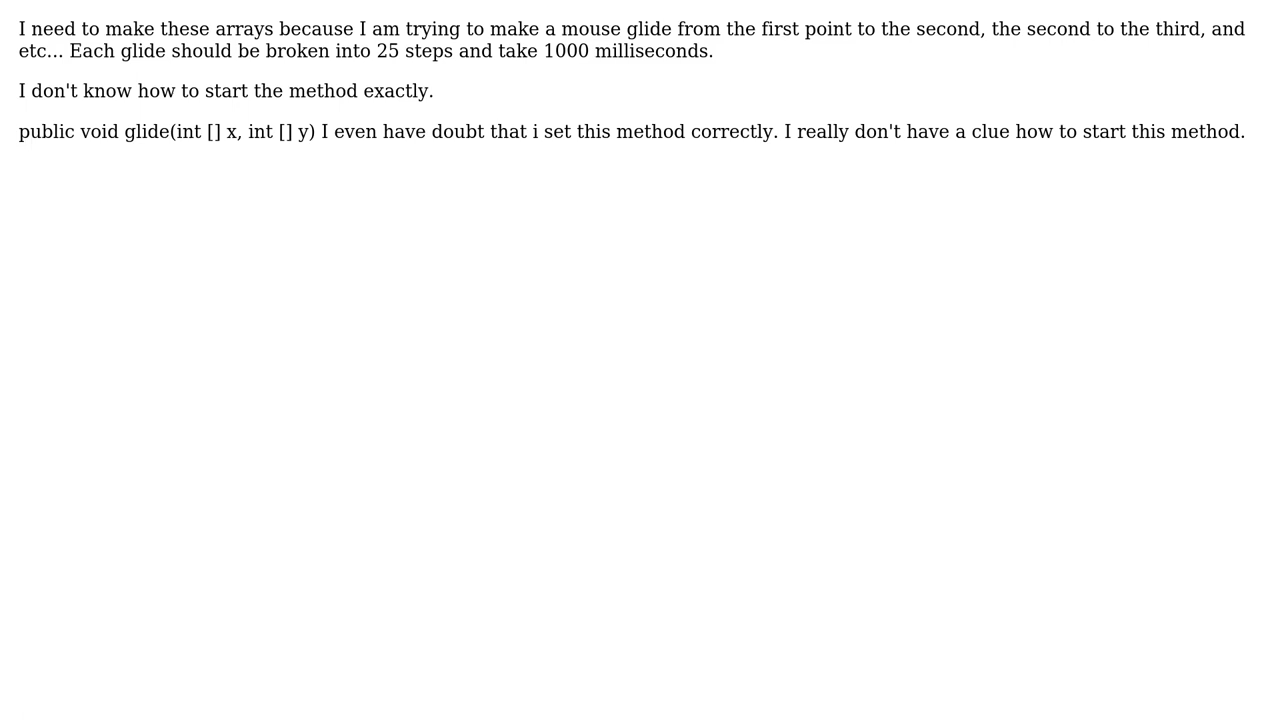 I need to make these arrays because I am trying to make a mouse glide from the first point to the second, the second to the third, and
etc... Each glide should be broken into 25 steps and take 1000 milliseconds.
I don't know how to start the method exactly.
public void glide(int [] x, int [] y) I even have doubt that i set this method correctly. I really don't have a clue how to start this method.